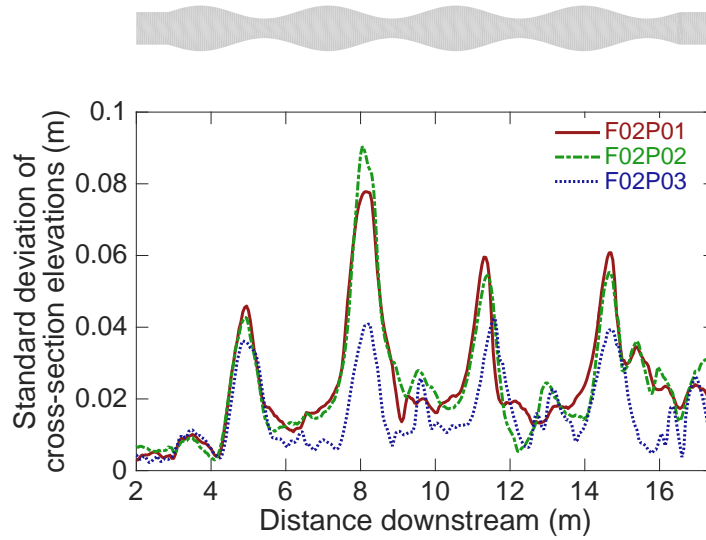 Standard deviation of
cross-section elevations (m)
0.1
0.08
0.06
0.04
0.02
0
F02P01
F02P02
F02P03
2 4 6 8 10 12 14 16
Distance downstream (m)